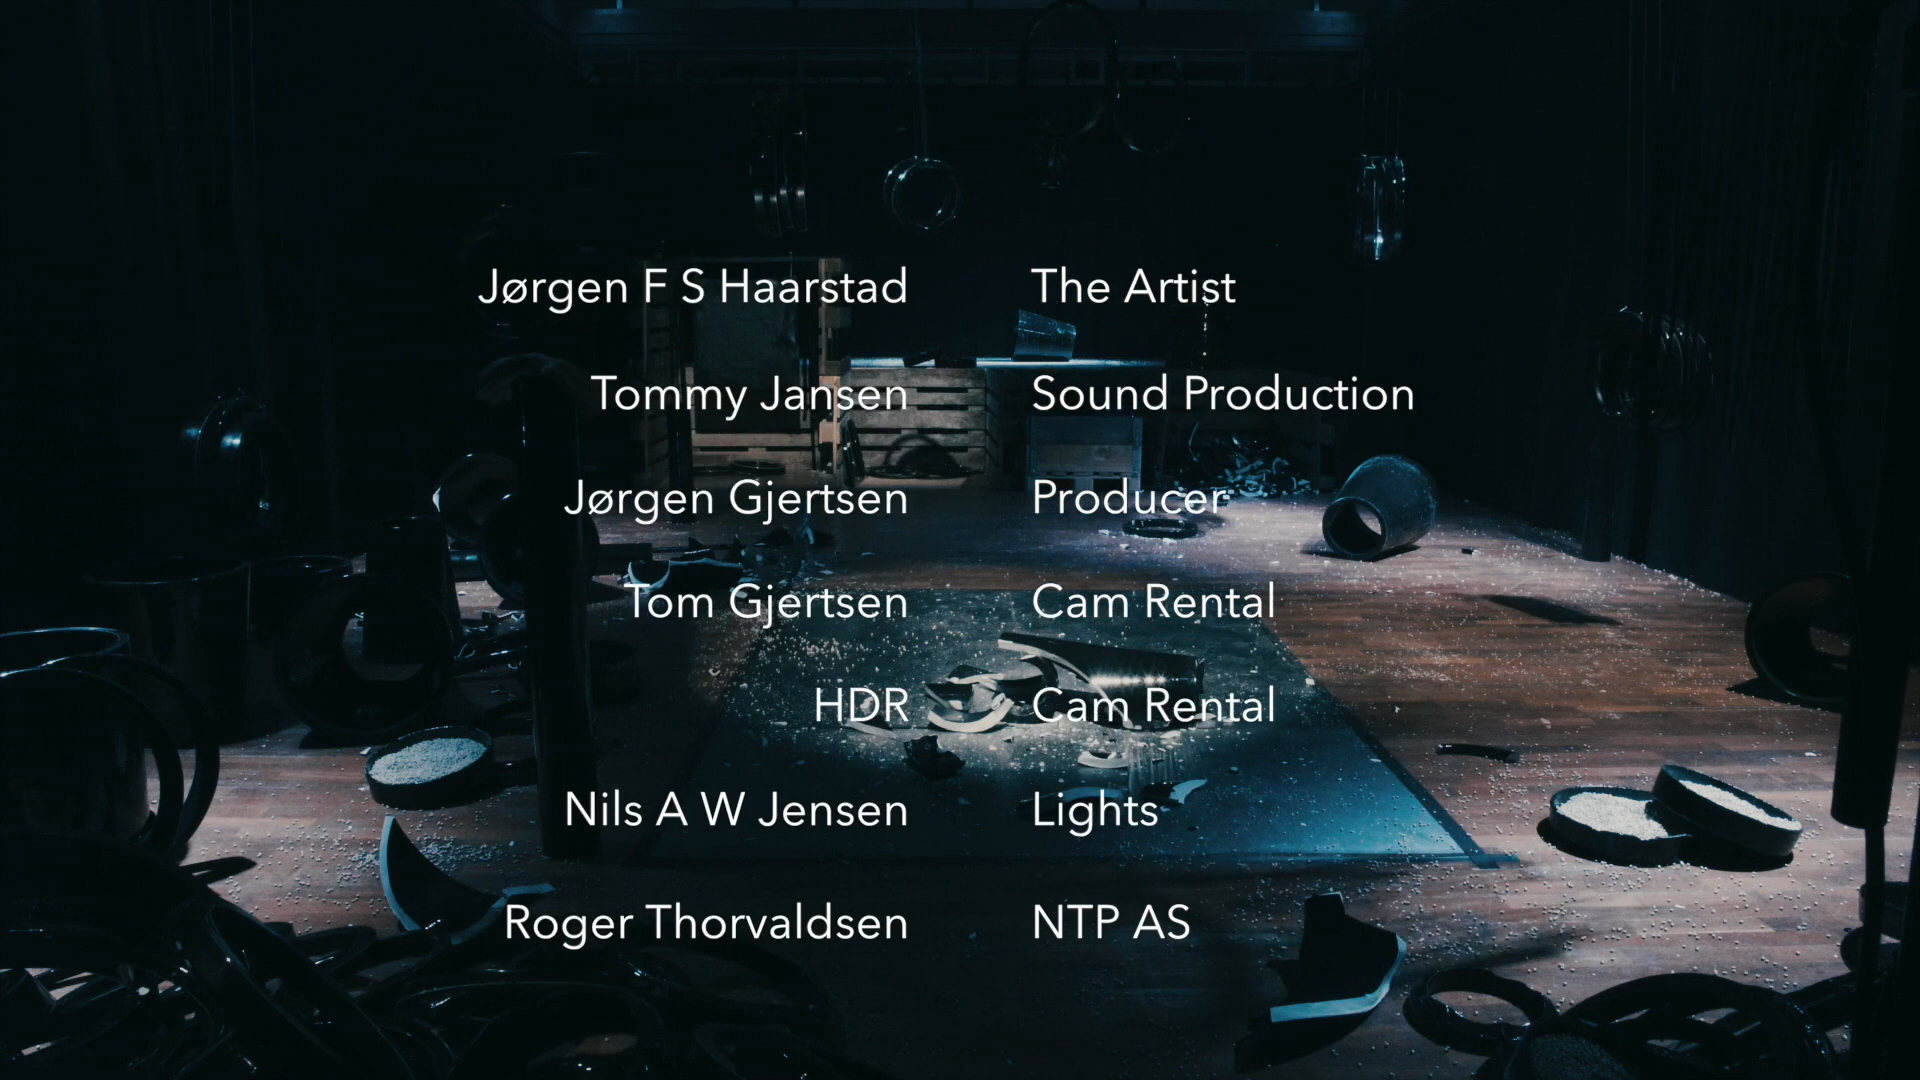 Jørgen F S Haarstad The Artist
Tommy Jansen Sound Production
Jørgen Gjertsen Producer
Tom Gjertsen Cam Rental
HDR Cam Rental
Nils A W Jensen Lights
Roger Thorvaldsen NTP AS